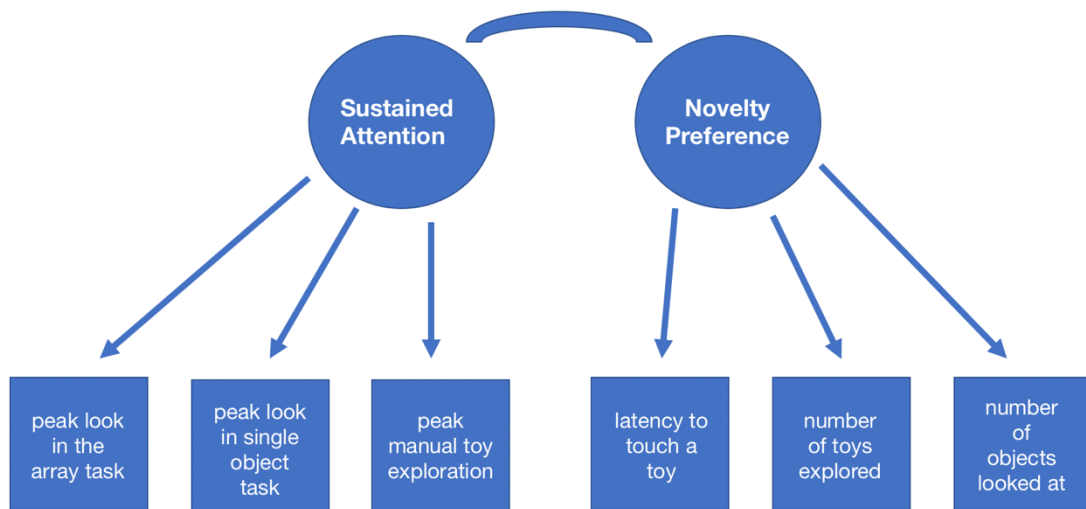 Sustained
Attention
Novelty
Preference
peak look
in the
array task
peak look
in single
object
task
peak
manual toy
exploration
latency to
touch a
toy
number
of toys
explored
number
of
objects
looked at